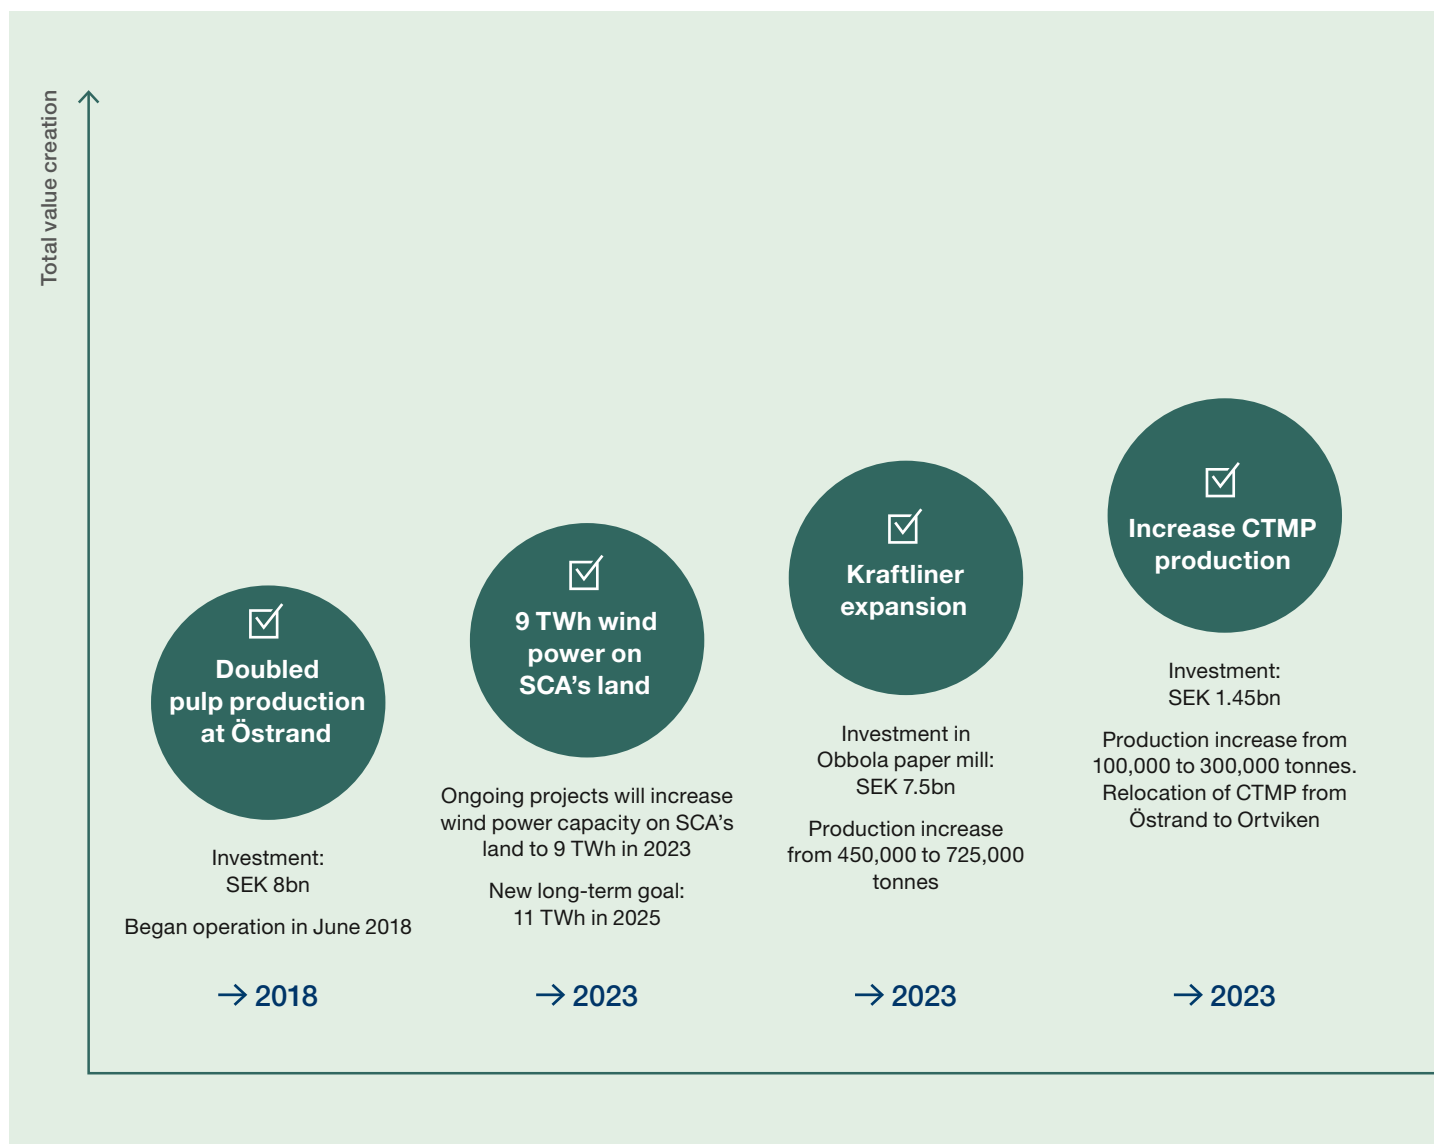 Total value creation
Doubled
pulp production
at Östrand
Investment:
SEK 8bn
Began operation in June 2018
→ 2018
9 TWh wind
power on
SCA’s land
Ongoing projects will increase
wind power capacity on SCA’s
land to 9 TWh in 2023
New long-term goal:
11 TWh in 2025
→ 2023
Kraftliner
expansion
Investment in
Obbola paper mill:
SEK 7.5bn
Production increase
from 450,000 to 725,000
tonnes
→ 2023
Increase CTMP
production
Investment:
SEK 1.45bn
Production increase from
100,000 to 300,000 tonnes.
Relocation of CTMP from
Östrand to Ortviken
→ 2023